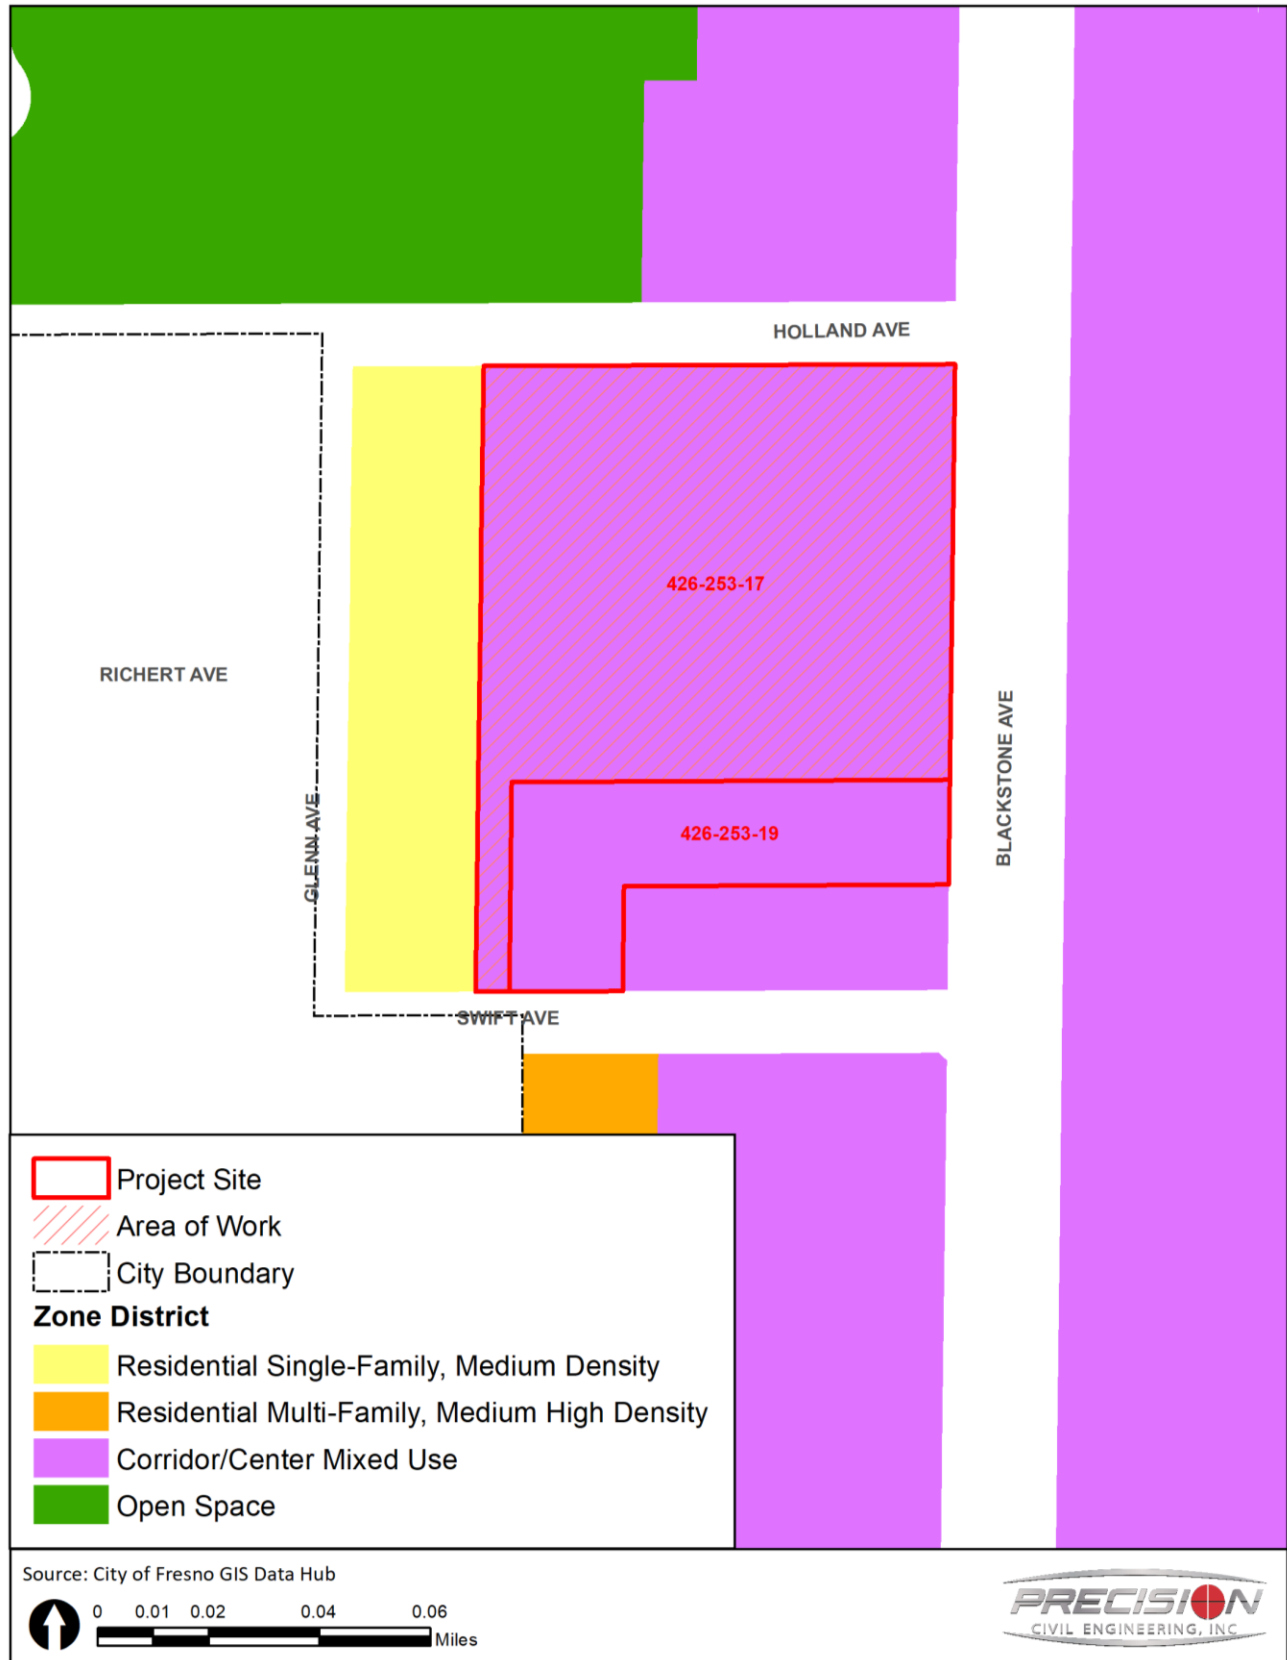 HOLLAND AVE
426-253-17
RICHERT AVE
BLACKSTONE AVE
GLENN AVE
426-253-19
SWIFT AVE
Project Site
Area of Work
City Boundary
Zone District
Residential Single-Family, Medium Density
Residential Multi-Family, Medium High Density
Corridor/Center Mixed Use
Open Space
Source: City of Fresno GIS Data Hub
0 0.01 0.02 0.04 0.06
Miles
PRECISION
CIVIL ENGINEERING, INC